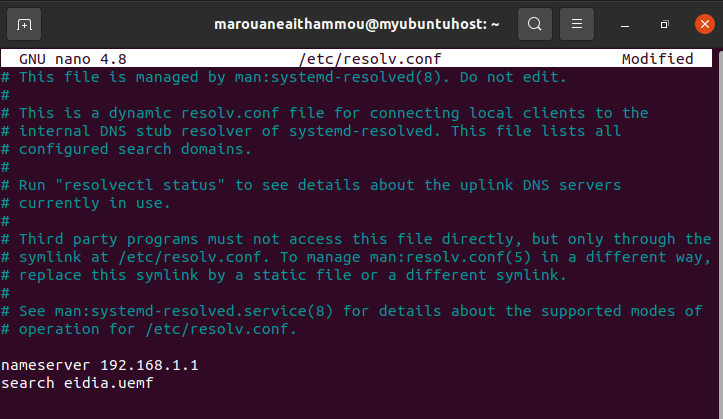 marouaneaithammou@myubuntuhost: ~
GNU nano 4.8 /etc/resolv.conf Modified
# This file is managed by man:systemd-resolved(8). Do not edit.
#
# This is a dynamic resolv.conf file for connecting local clients to the
# internal DNS stub resolver of systemd-resolved. This file lists all
# configured search domains.
#
# Run "resolvectl status" to see details about the uplink DNS servers
# currently in use.
#
# Third party programs must not access this file directly, but only through the
# symlink at /etc/resolv.conf. To manage man:resolv.conf(5) in a different way,
# replace this symlink by a static file or a different symlink.
#
# See man:systemd-resolved.service(8) for details about the supported modes of
# operation for /etc/resolv.conf.
nameserver 192.168.1.1
search eidia.uemf